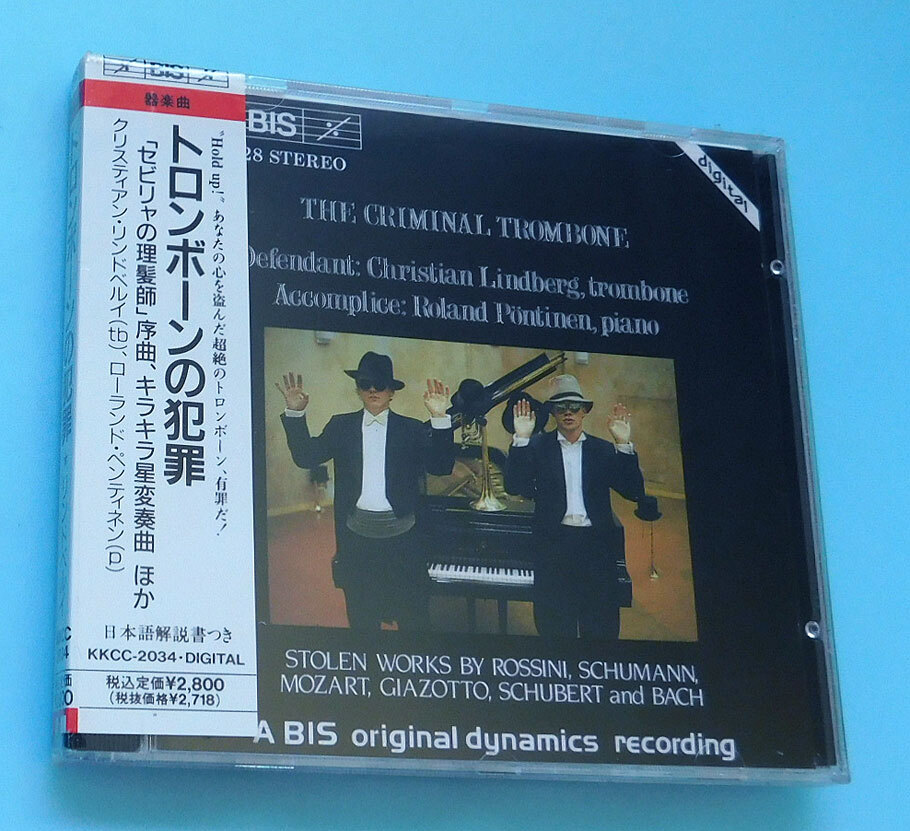 BIS
器楽曲
"Hold up!" あなたの心を盗んだ超絶のトロンボーン、有罪だ!
トロンボーンの犯罪
「セビリャの理髪師」序曲、キラキラ星変奏曲 ほか
クリスティアン・リンドベルイ(tb)、ローランド・ペンティネン(p)
日本語解説書つき
KKCC-2034・DIGITAL
税込定価¥2,800
(税抜価格¥2,718)
BIS
28 STEREO
digital
THE CRIMINAL TROMBONE
Defendant: Christian Lindberg, trombone
Accomplice: Roland Pöntinen, piano
STOLEN WORKS BY ROSSINI, SCHUMANN,
MOZART, GIAZOTTO, SCHUBERT and BACH
A BIS original dynamics recording